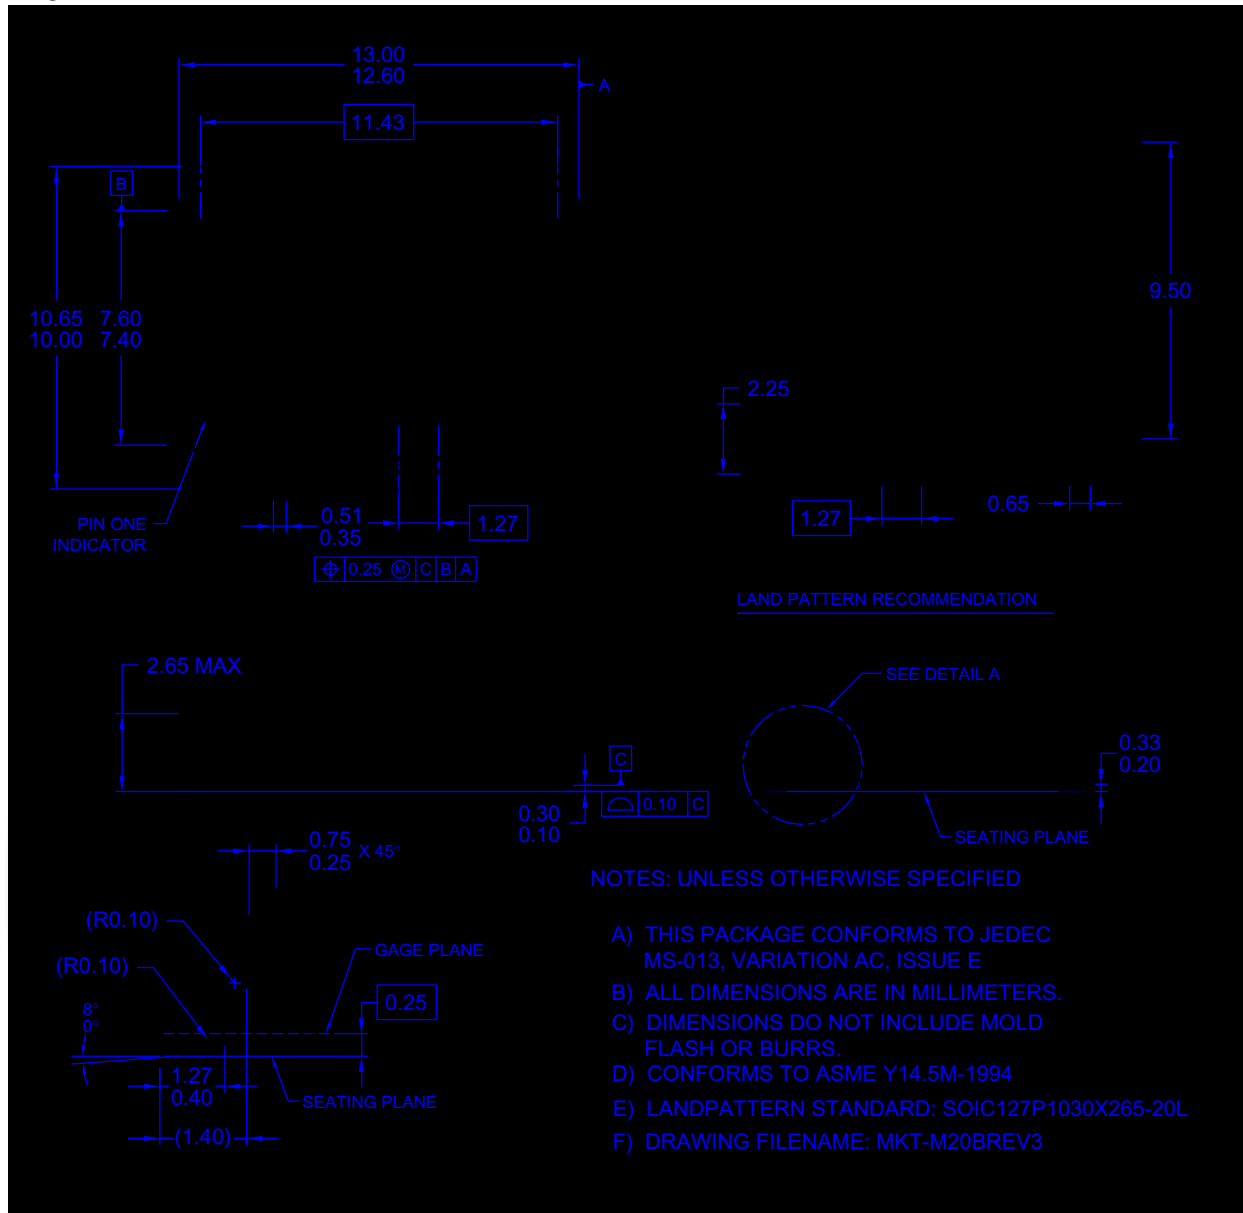 13.00
12.60
A
11.43
B
10.65 7.60
10.00 7.40
9.50
2.25
PIN ONE
INDICATOR
0.51
0.35
1.27
0.25 Ⓜ C B A
1.27
0.65
LAND PATTERN RECOMMENDATION
2.65 MAX
SEE DETAIL A
C
0.33
0.20
0.30
0.10
0.10 C
SEATING PLANE
0.75
0.25
X 45°
(R0.10)
(R0.10)
GAGE PLANE
0.25
8°
0°
1.27
0.40
SEATING PLANE
(1.40)
NOTES: UNLESS OTHERWISE SPECIFIED
A) THIS PACKAGE CONFORMS TO JEDEC
MS-013, VARIATION AC, ISSUE E
B) ALL DIMENSIONS ARE IN MILLIMETERS.
C) DIMENSIONS DO NOT INCLUDE MOLD
FLASH OR BURRS.
D) CONFORMS TO ASME Y14.5M-1994
E) LANDPATTERN STANDARD: SOIC127P1030X265-20L
F) DRAWING FILENAME: MKT-M20BREV3